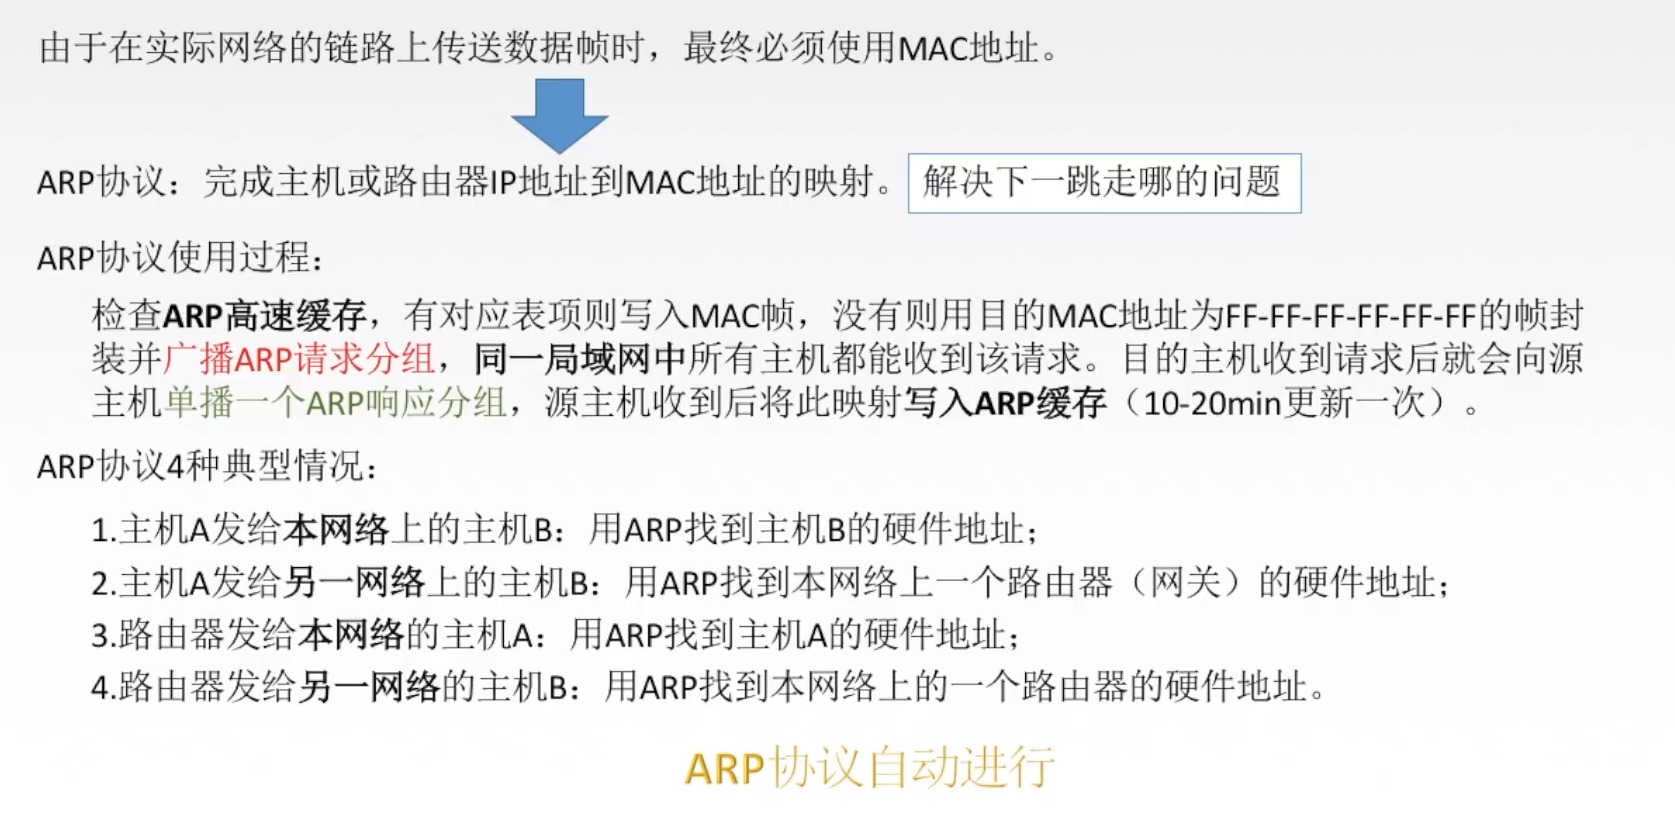 由于在实际网络的链路上传送数据帧时，最终必须使用MAC地址。
ARP协议：完成主机或路由器IP地址到MAC地址的映射。 解决下一跳走哪的问题
ARP协议使用过程：
检查ARP高速缓存，有对应表项则写入MAC帧，没有则用目的MAC地址为FF-FF-FF-FF-FF-FF的帧封
装并广播ARP请求分组，同一局域网中所有主机都能收到该请求。目的主机收到请求后就会向源
主机单播一个ARP响应分组，源主机收到后将此映射写入ARP缓存（10-20min更新一次）。
ARP协议4种典型情况：
1.主机A发给本网络上的主机B：用ARP找到主机B的硬件地址；
2.主机A发给另一网络上的主机B：用ARP找到本网络上一个路由器（网关）的硬件地址；
3.路由器发给本网络的主机A：用ARP找到主机A的硬件地址；
4.路由器发给另一网络的主机B：用ARP找到本网络上的一个路由器的硬件地址。
ARP协议自动进行